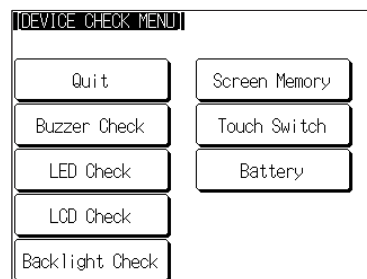 [DEVICE CHECK MENU]
Quit
Screen Memory
Buzzer Check
Touch Switch
LED Check
Battery
LCD Check
Backlight Check